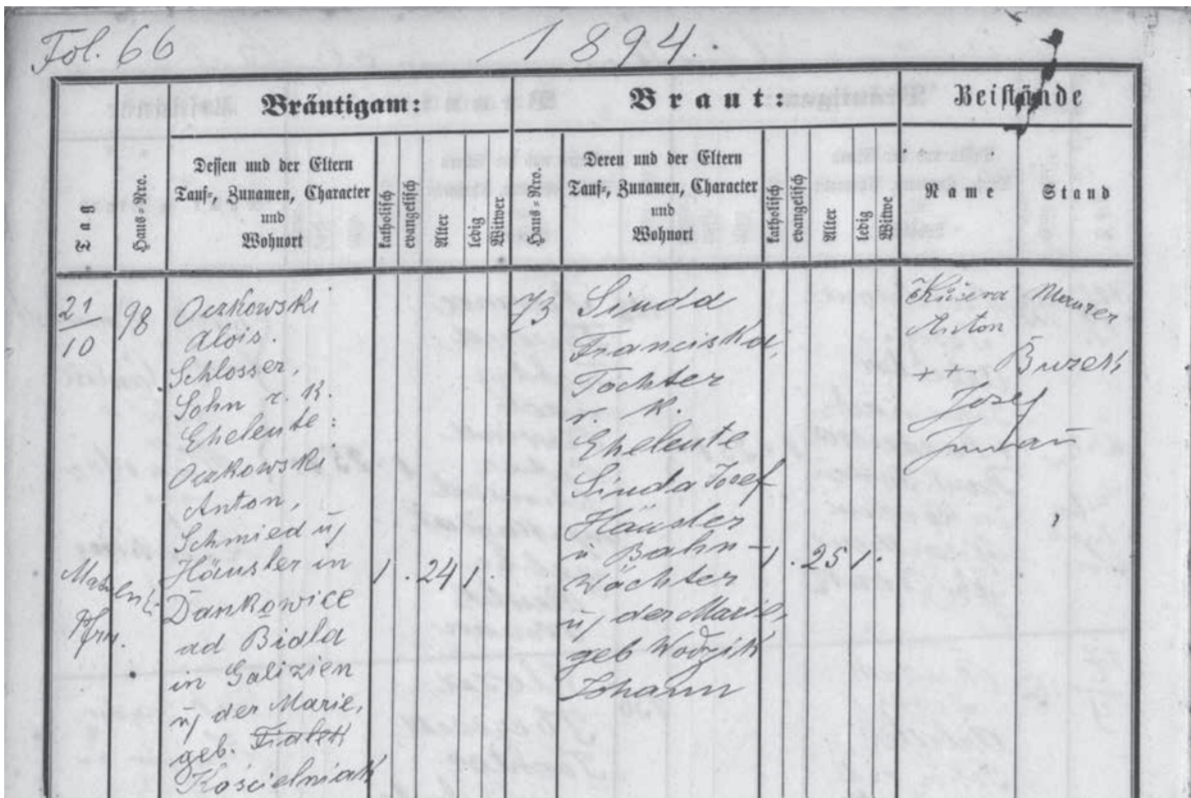 Fol. 66
1894.
Bräutigam:
Braut:
Beistände
Tag
Haus-Nro.
Dessen und der Eltern
Tauf-, Zunamen, Character
und
Wohnort
katholisch
evangelisch
Alter
ledig
Witwer
Haus-Nro.
Deren und der Eltern
Tauf-, Zunamen, Character
und
Wohnort
katholisch
evangelisch
Alter
ledig
Witwe
Name
Stand
21/10
98
Oczkowski
Alois.
Schlosser,
Sohn r. k.
Eheleute:
Oczkowski
Anton,
Schmied u/
Häusler in
Dankowice
ad Biala
in Galizien
u/ der Marie,
geb. Fialek
Kościelniak
1 . 24 1 .
73
Sinda
Franciska,
Tochter
r. k.
Eheleute
Sinda Josef
Häusler
u Bahn-
Wächter
u/ der Marie,
geb Wodzik
Johann
1 . 25 1 .
Kučera Maurer
Anton
++- Buzek
Josef